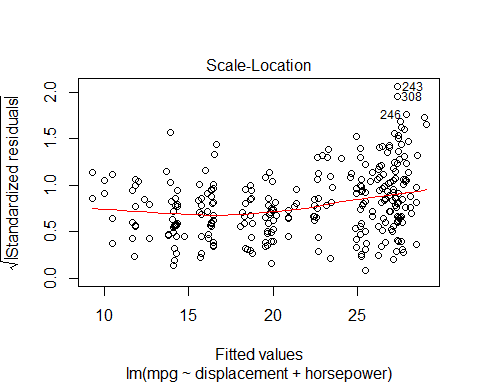 Scale-Location
√|Standardized residuals|
2.0
1.5
1.0
0.5
0.0
243
308
246
10 15 20 25
Fitted values
lm(mpg ~ displacement + horsepower)